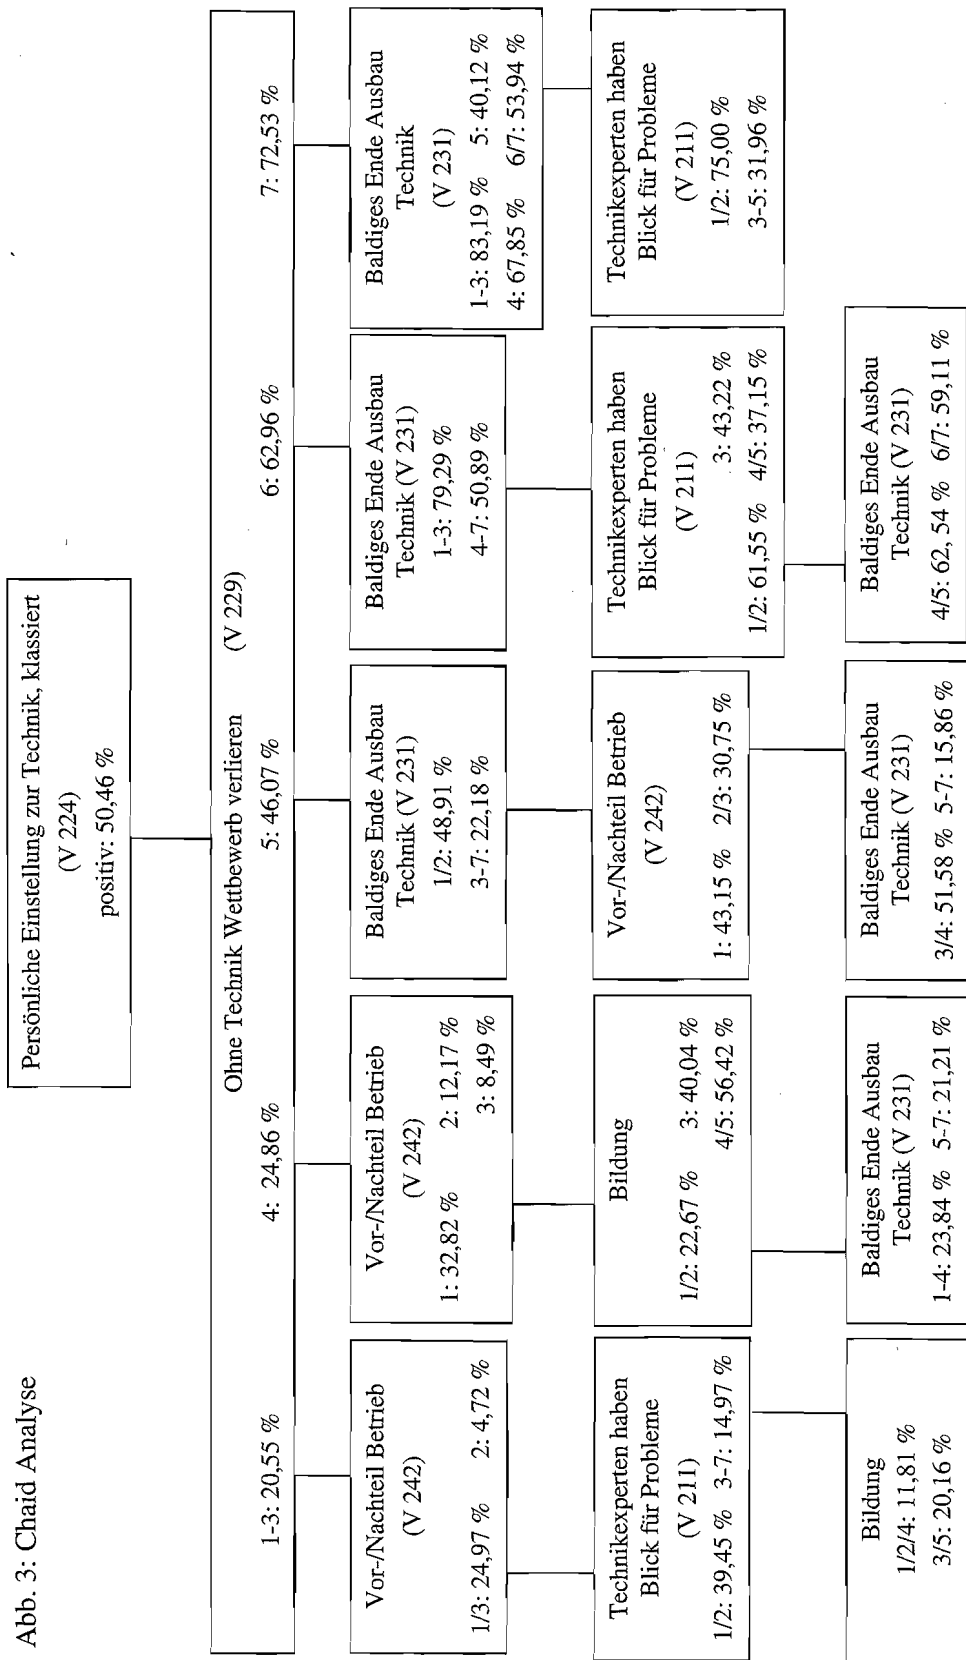 Abb. 3: Chaid Analyse
Persönliche Einstellung zur Technik, klassiert
(V 224)
positiv: 50,46 %
Ohne Technik Wettbewerb verlieren (V 229)
1-3: 20,55 % 4: 24,86 % 5: 46,07 % 6: 62,96 % 7: 72,53 %
Vor-/Nachteil Betrieb
(V 242)
1/3: 24,97 % 2: 4,72 %
Vor-/Nachteil Betrieb
(V 242)
1: 32,82 % 2: 12,17 %
3: 8,49 %
Baldiges Ende Ausbau
Technik (V 231)
1/2: 48,91 %
3-7: 22,18 %
Baldiges Ende Ausbau
Technik (V 231)
1-3: 79,29 %
4-7: 50,89 %
Baldiges Ende Ausbau
Technik
(V 231)
1-3: 83,19 % 5: 40,12 %
4: 67,85 % 6/7: 53,94 %
Technikexperten haben
Blick für Probleme
(V 211)
1/2: 39,45 % 3-7: 14,97 %
Bildung
1/2: 22,67 % 3: 40,04 %
4/5: 56,42 %
Vor-/Nachteil Betrieb
(V 242)
1: 43,15 % 2/3: 30,75 %
Technikexperten haben
Blick für Probleme
(V 211)
3: 43,22 %
1/2: 61,55 % 4/5: 37,15 %
Technikexperten haben
Blick für Probleme
(V 211)
1/2: 75,00 %
3-5: 31,96 %
Bildung
1/2/4: 11,81 %
3/5: 20,16 %
Baldiges Ende Ausbau
Technik (V 231)
1-4: 23,84 % 5-7: 21,21 %
Baldiges Ende Ausbau
Technik (V 231)
3/4: 51,58 % 5-7: 15,86 %
Baldiges Ende Ausbau
Technik (V 231)
4/5: 62, 54 % 6/7: 59,11 %